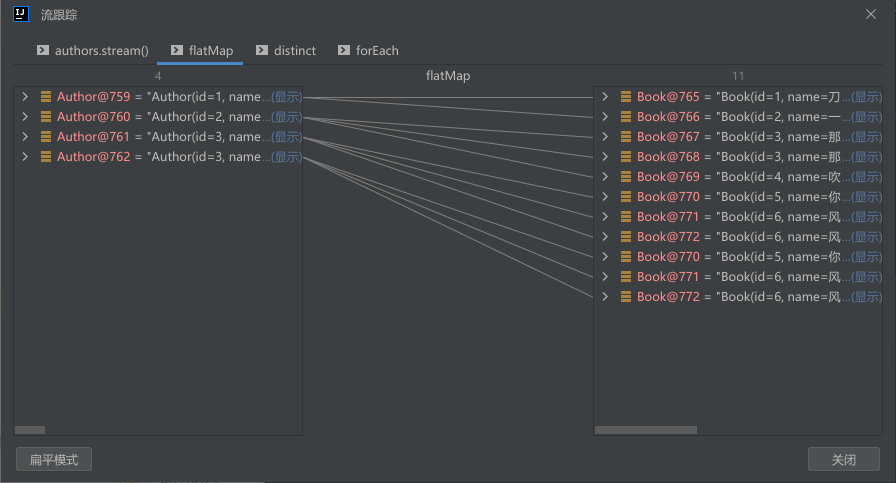 流跟踪
authors.stream() flatMap distinct forEach
4 flatMap 11
Author@759 = "Author(id=1, name...(显示)
Author@760 = "Author(id=2, name...(显示)
Author@761 = "Author(id=3, name...(显示)
Author@762 = "Author(id=3, name...(显示)
Book@765 = "Book(id=1, name=刀...(显示)
Book@766 = "Book(id=2, name=一...(显示)
Book@767 = "Book(id=3, name=那...(显示)
Book@768 = "Book(id=3, name=那...(显示)
Book@769 = "Book(id=4, name=吹...(显示)
Book@770 = "Book(id=5, name=你...(显示)
Book@771 = "Book(id=6, name=风...(显示)
Book@772 = "Book(id=6, name=风...(显示)
Book@770 = "Book(id=5, name=你...(显示)
Book@771 = "Book(id=6, name=风...(显示)
Book@772 = "Book(id=6, name=风...(显示)
扁平模式 关闭